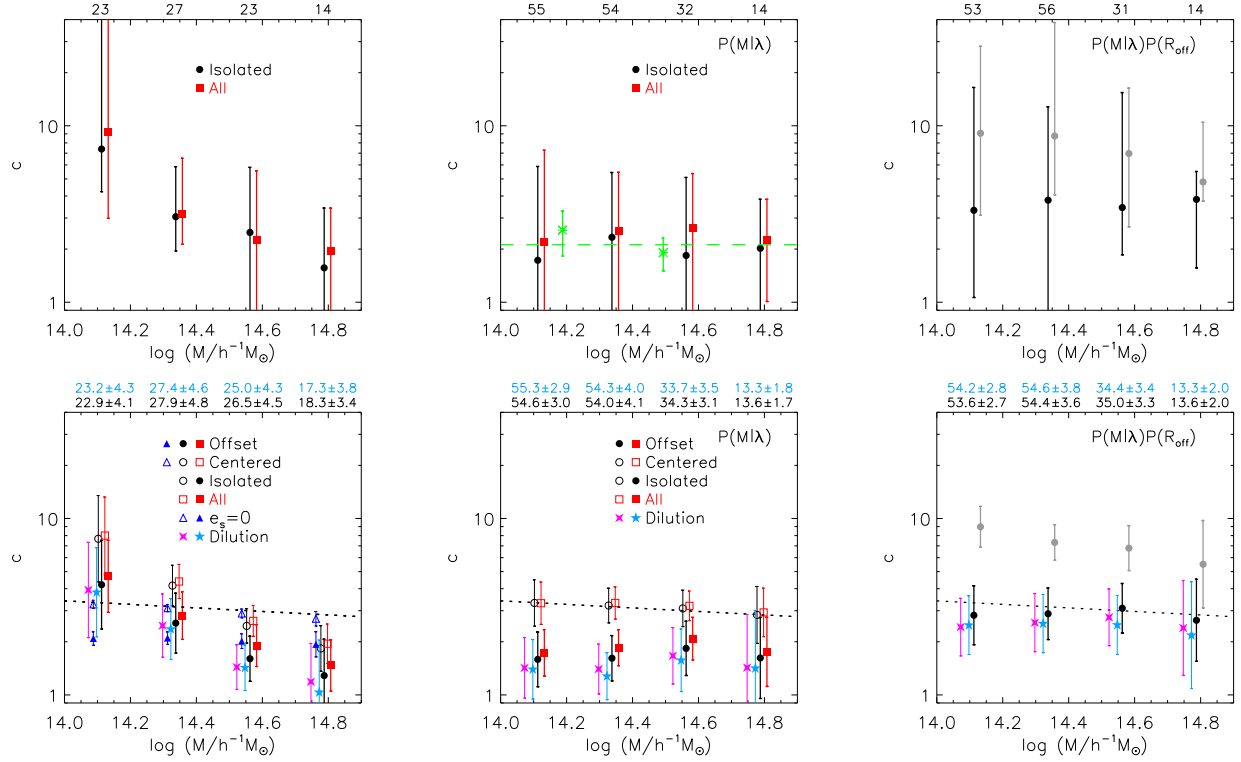 23 27 23 14
10
c
1
Isolated
All
14.0 14.2 14.4 14.6 14.8
log (M/h⁻¹M⊙)
55 54 32 14
P(M|λ)
10
c
1
Isolated
All
14.0 14.2 14.4 14.6 14.8
log (M/h⁻¹M⊙)
53 56 31 14
P(M|λ)P(R_off)
10
c
1
14.0 14.2 14.4 14.6 14.8
log (M/h⁻¹M⊙)
23.2±4.3 27.4±4.6 25.0±4.3 17.3±3.8
22.9±4.1 27.9±4.8 26.5±4.5 18.3±3.4
10
c
1
Offset
Centered
Isolated
All
e_s=0
Dilution
14.0 14.2 14.4 14.6 14.8
log (M/h⁻¹M⊙)
55.3±2.9 54.3±4.0 33.7±3.5 13.3±1.8
54.6±3.0 54.0±4.1 34.3±3.1 13.6±1.7
P(M|λ)
10
c
1
Offset
Centered
Isolated
All
Dilution
14.0 14.2 14.4 14.6 14.8
log (M/h⁻¹M⊙)
54.2±2.8 54.6±3.8 34.4±3.4 13.3±2.0
53.6±2.7 54.4±3.6 35.0±3.3 13.6±2.0
P(M|λ)P(R_off)
10
c
1
14.0 14.2 14.4 14.6 14.8
log (M/h⁻¹M⊙)